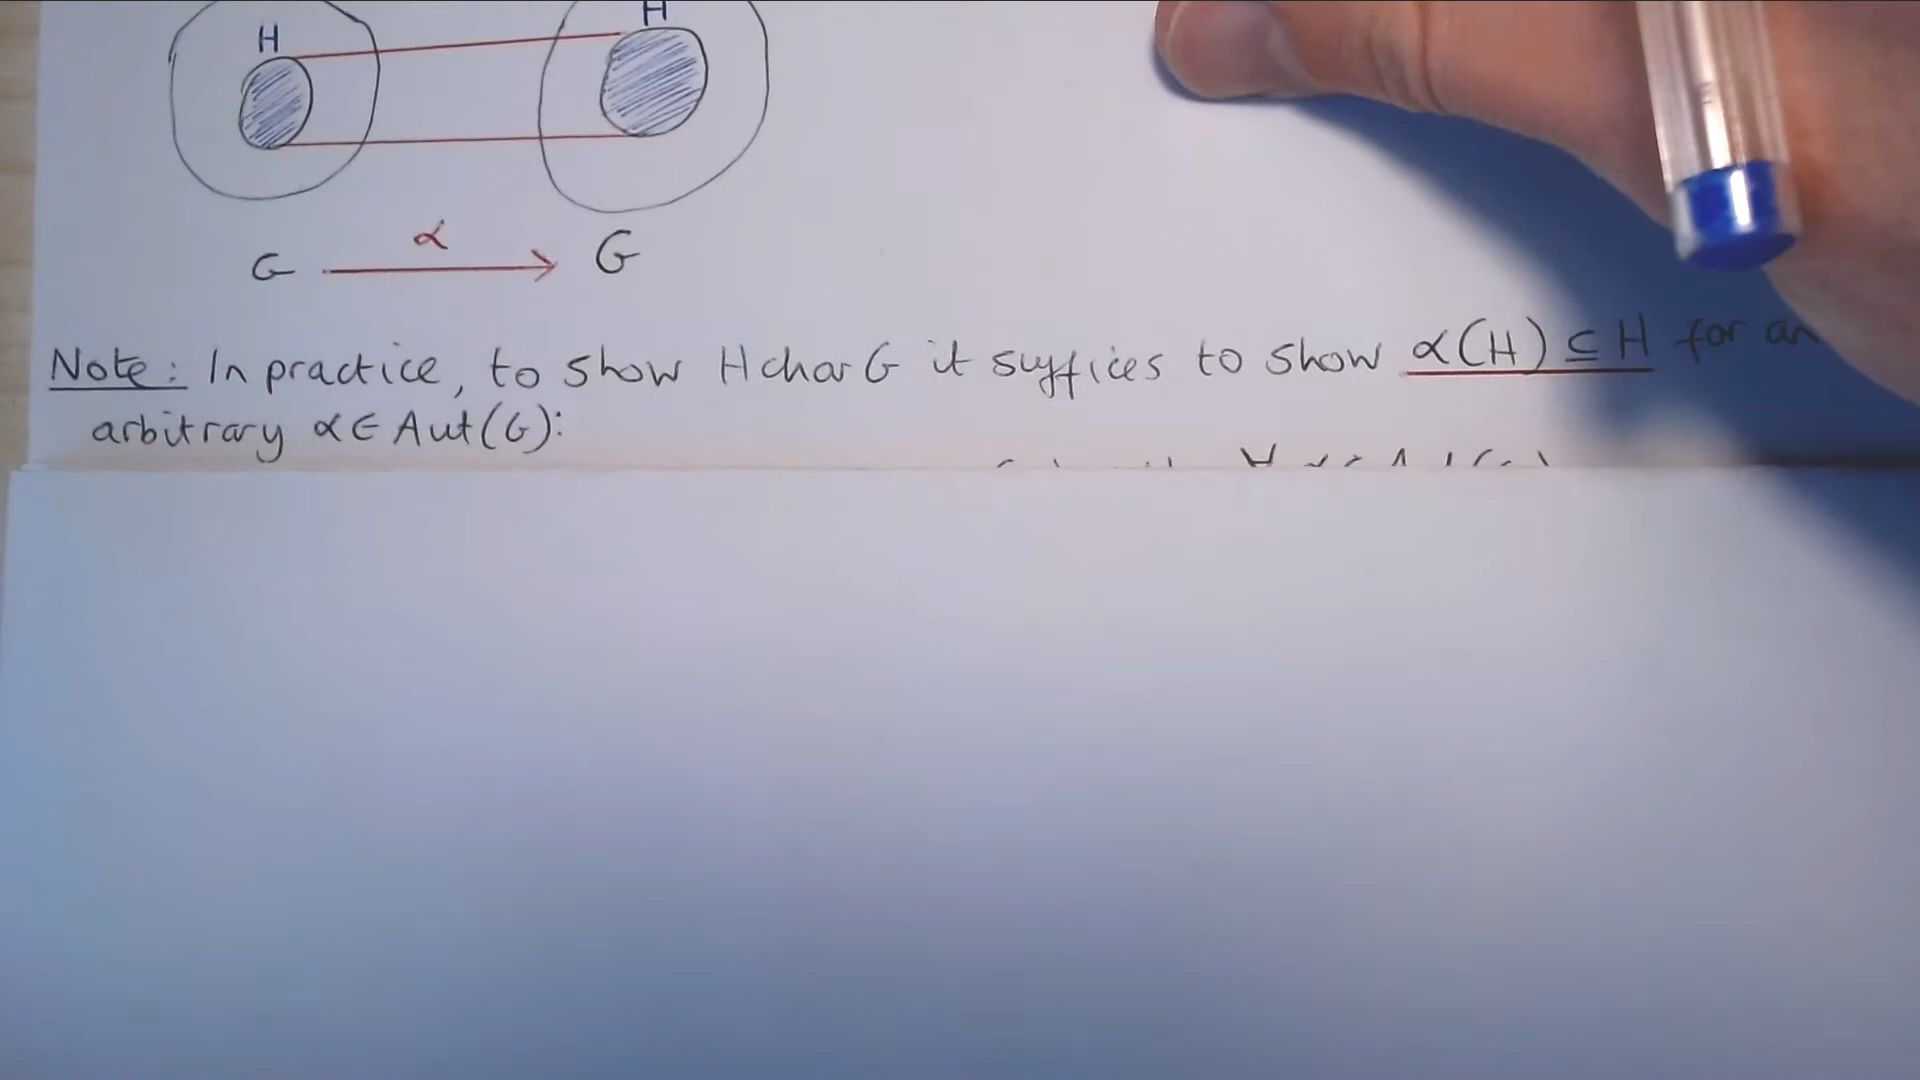 H H
α
G G
Note: In practice, to show H char G it suffices to show α(H) ⊆ H for an
arbitrary α ∈ Aut(G):